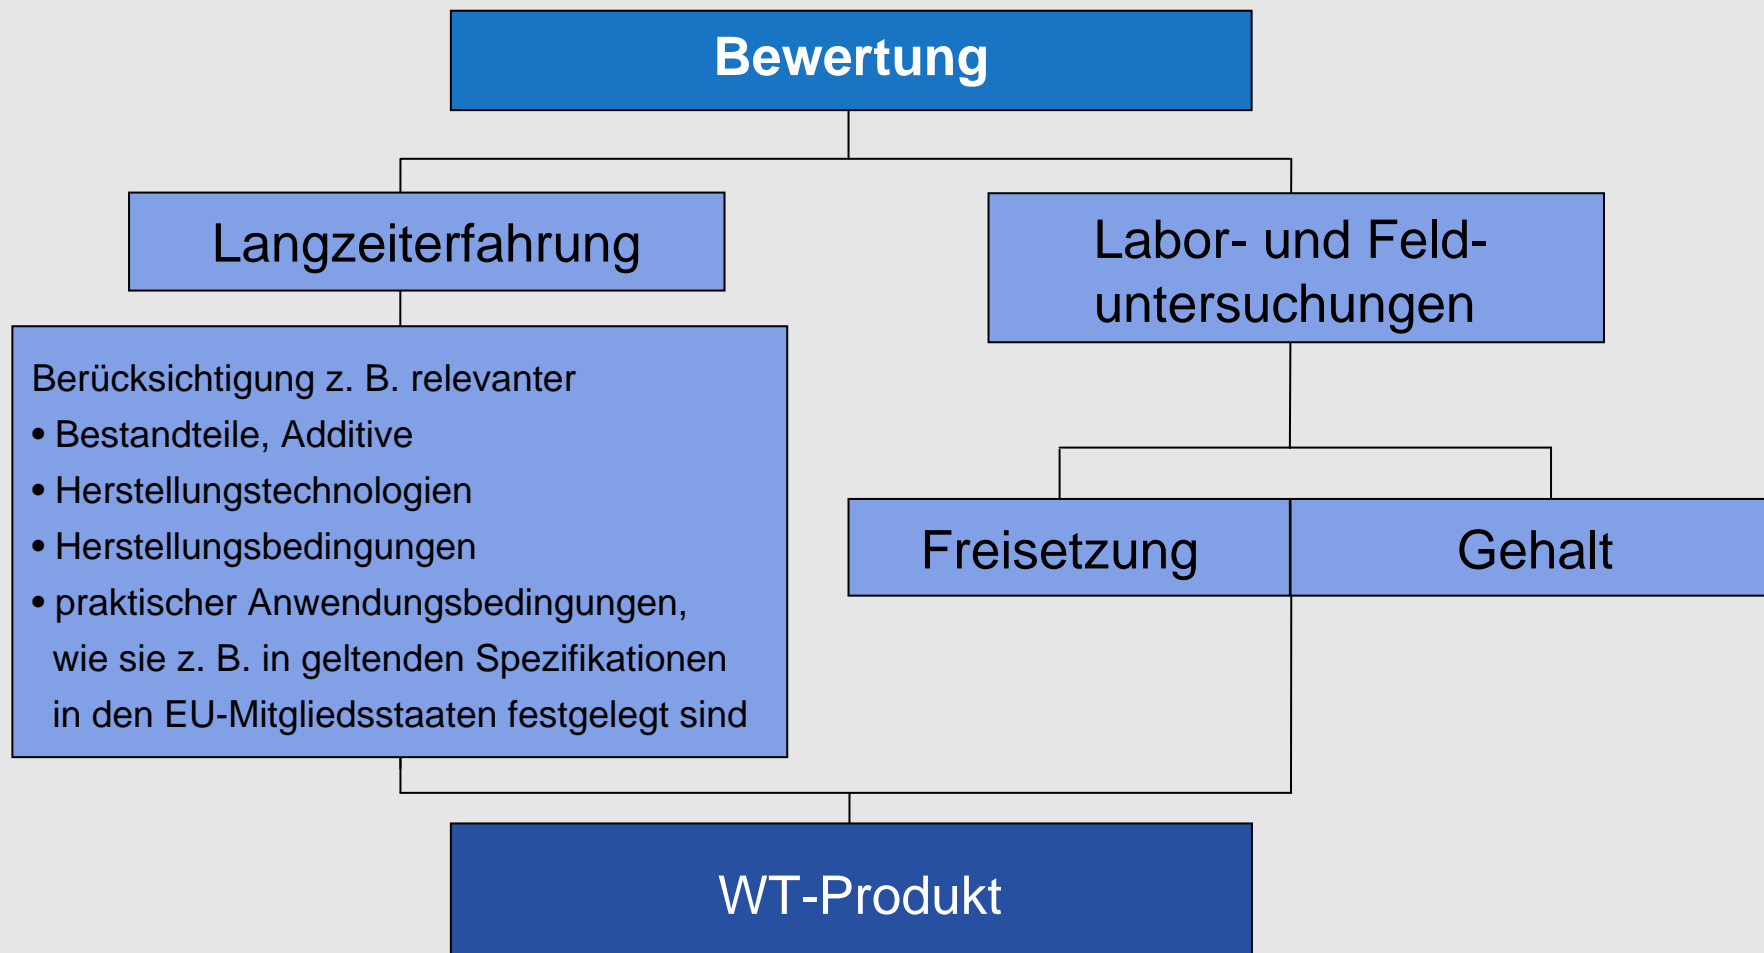 Bewertung
Langzeiterfahrung
Labor- und Feld-
untersuchungen
Berücksichtigung z. B. relevanter
• Bestandteile, Additive
• Herstellungstechnologien
• Herstellungsbedingungen
• praktischer Anwendungsbedingungen,
wie sie z. B. in geltenden Spezifikationen
in den EU-Mitgliedsstaaten festgelegt sind
Freisetzung
Gehalt
WT-Produkt